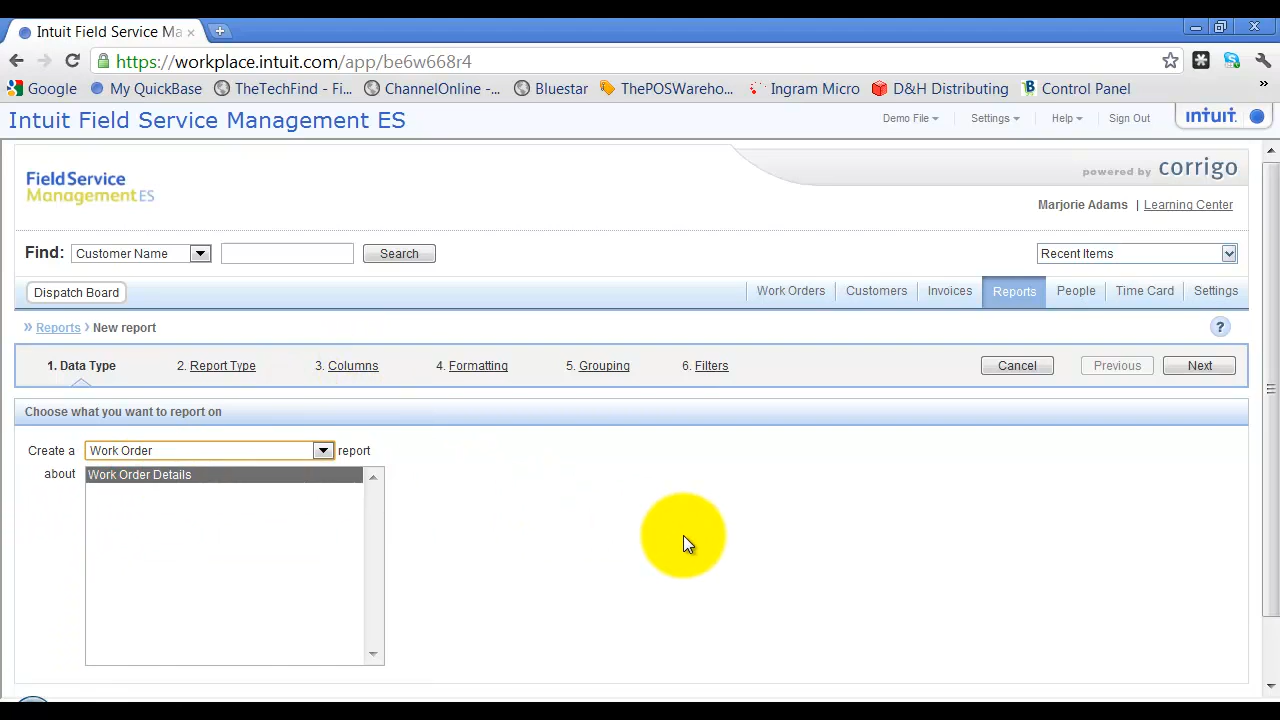 Intuit Field Service Ma
https://workplace.intuit.com/app/be6w668r4
Google My QuickBase TheTechFind - Fi... ChannelOnline -... Bluestar ThePOSWareho... Ingram Micro D&H Distributing Control Panel
Intuit Field Service Management ES
Demo File Settings Help Sign Out
intuit.
Field Service
Management ES
powered by corrigo
Marjorie Adams | Learning Center
Find: Customer Name Search Recent Items
Dispatch Board Work Orders Customers Invoices Reports People Time Card Settings
» Reports › New report ?
1. Data Type 2. Report Type 3. Columns 4. Formatting 5. Grouping 6. Filters Cancel Previous Next
Choose what you want to report on
Create a Work Order report
about Work Order Details